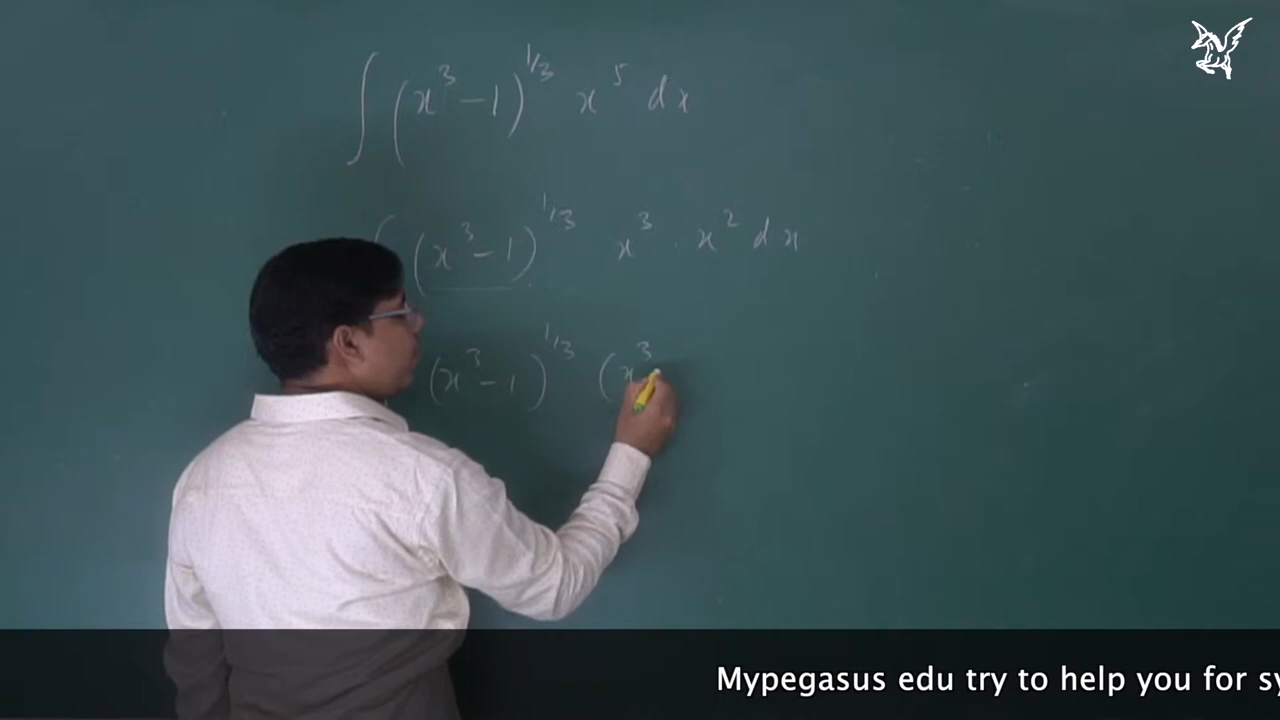 ∫ (x³ − 1)^{1/3} x⁵ dx
∫ (x³ − 1)^{1/3} x³ · x² dx
(x³ − 1)^{1/3} (x³
Mypegasus edu try to help you for sy